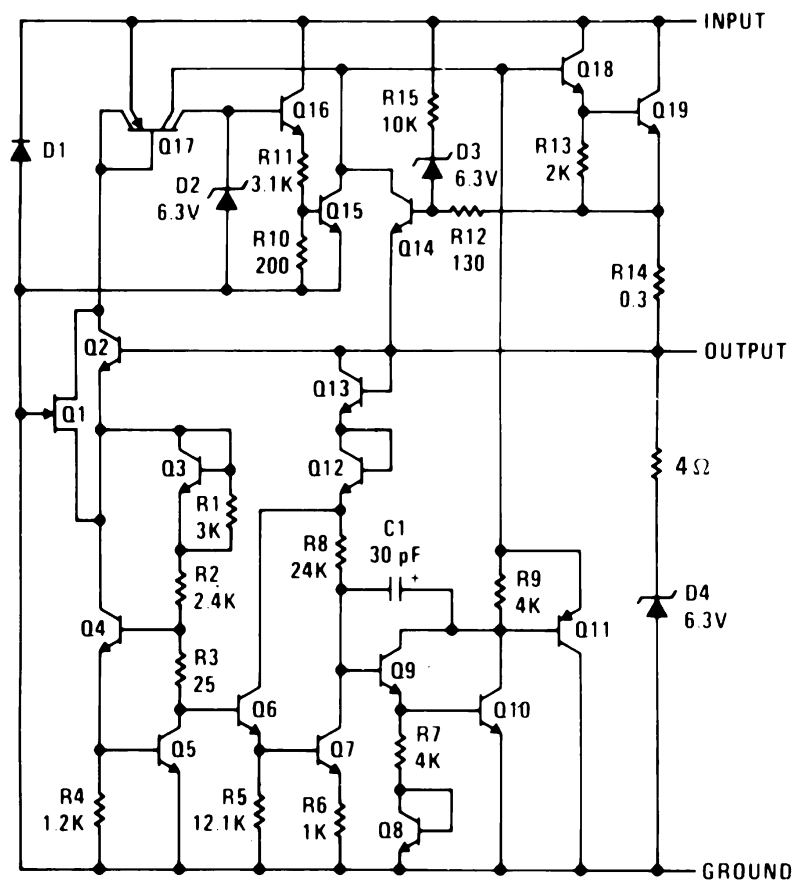 INPUT
Q18
Q16
R15
10K
Q19
D1
Q17
R11
3.1K
D3
6.3V
R13
2K
D2
6.3V
Q15
R10
200
Q14
R12
130
R14
0.3
Q2
OUTPUT
Q13
Q1
Q3
Q12
4Ω
R1
3K
C1
30 pF
+
R8
24K
R2
2.4K
R9
4K
D4
6.3V
Q4
Q11
R3
25
Q9
Q6
Q10
Q5
Q7
R7
4K
R4
1.2K
R5
12.1K
R6
1K
Q8
GROUND